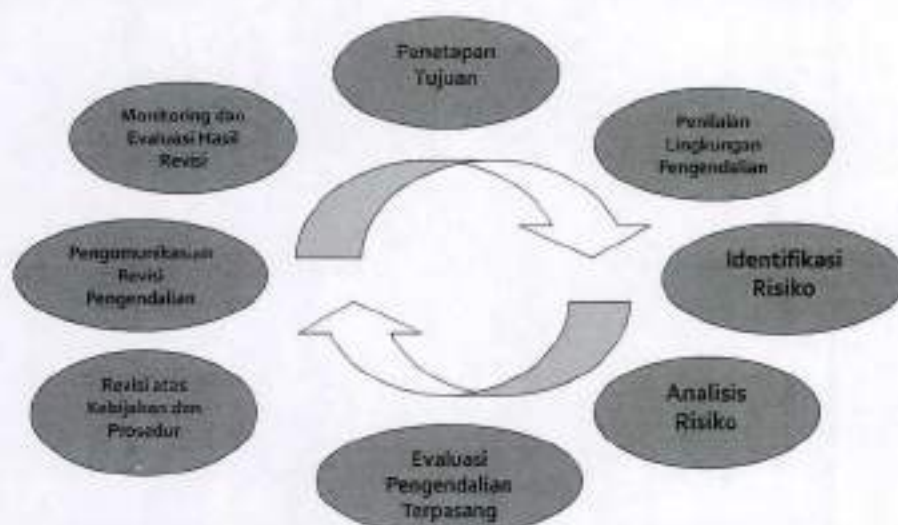 Penetapan
Tujuan
Penilaian
Lingkungan
Pengendalian
Identifikasi
Risiko
Analisis
Risiko
Evaluasi
Pengendalian
Terpasang
Revisi atas
Kebijakan dan
Prosedur
Pengomunikasian
Revisi
Pengendalian
Monitoring dan
Evaluasi Hasil
Revisi